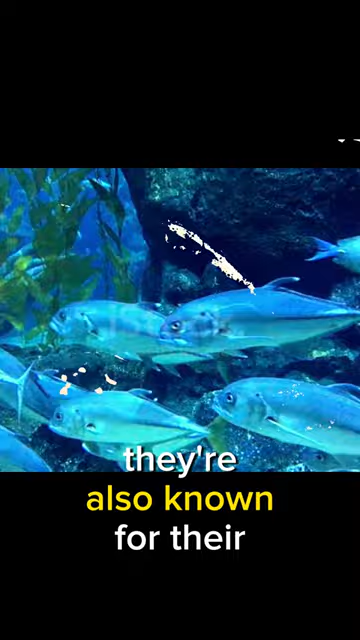 they're
also known
for their